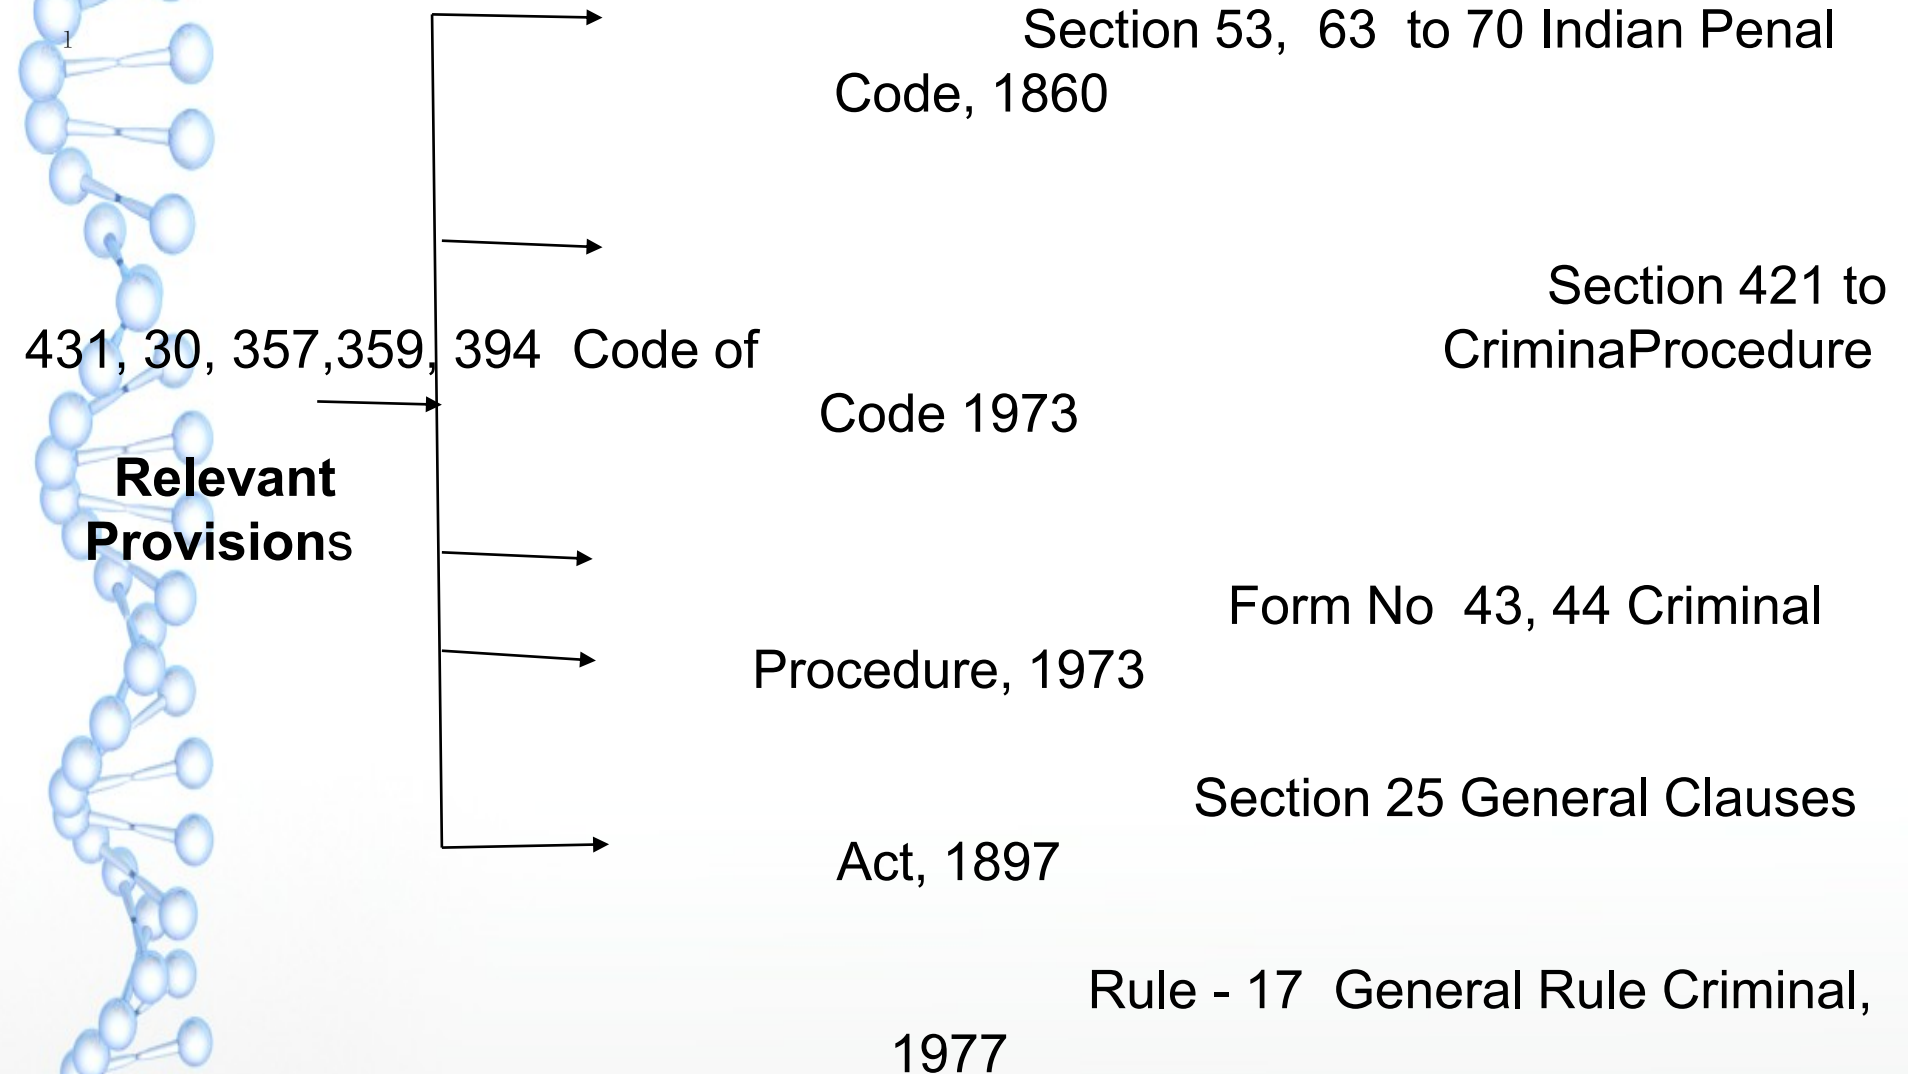 1
Section 53, 63 to 70 Indian Penal
Code, 1860
Section 421 to
431, 30, 357,359, 394 Code of CriminaProcedure
Code 1973
Relevant
Provisions
Form No 43, 44 Criminal
Procedure, 1973
Section 25 General Clauses
Act, 1897
Rule - 17 General Rule Criminal,
1977